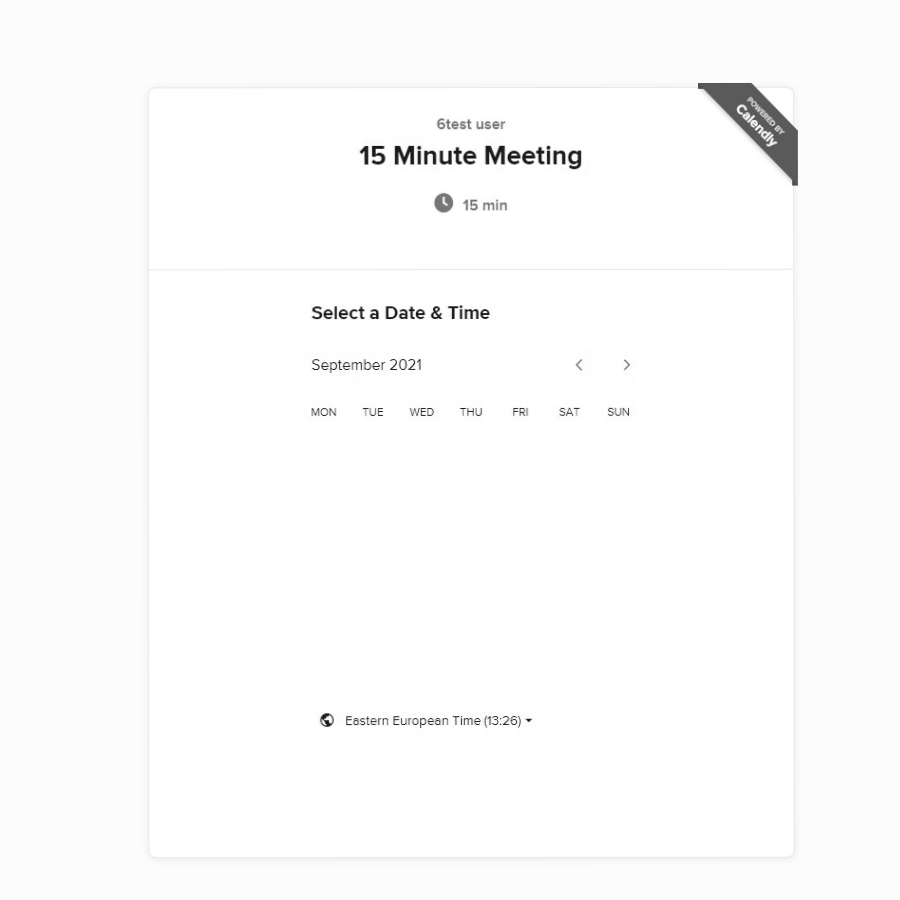 POWERED BY
Calendly
6test user
15 Minute Meeting
15 min
Select a Date & Time
September 2021
MON TUE WED THU FRI SAT SUN
Eastern European Time (13:26)